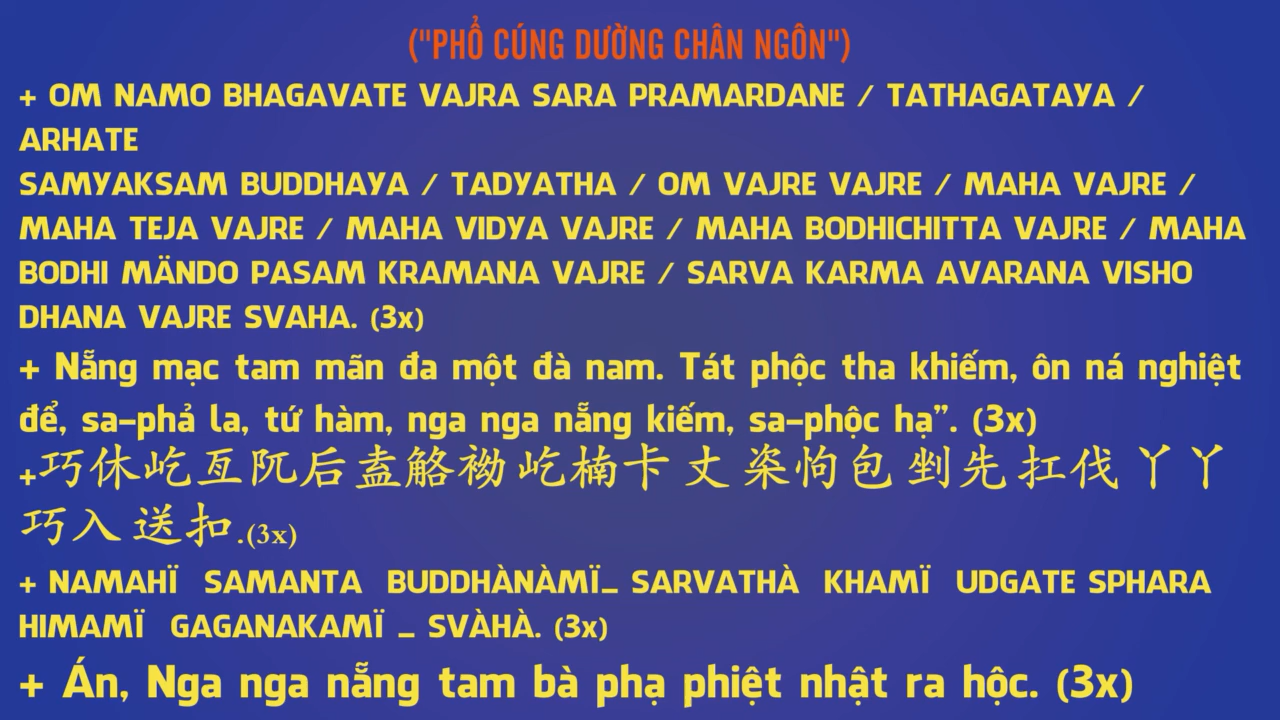 ("PHỔ CÚNG DƯỜNG CHÂN NGÔN")
+ OM NAMO BHAGAVATE VAJRA SARA PRAMARDANE / TATHAGATAYA /
ARHATE
SAMYAKSAM BUDDHAYA / TADYATHA / OM VAJRE VAJRE / MAHA VAJRE /
MAHA TEJA VAJRE / MAHA VIDYA VAJRE / MAHA BODHICHITTA VAJRE / MAHA
BODHI MÄNDO PASAM KRAMANA VAJRE / SARVA KARMA AVARANA VISHO
DHANA VAJRE SVAHA. (3x)
+ Nẵng mạc tam mãn đa một đà nam. Tát phộc tha khiếm, ôn ná nghiệt
để, sa-phả la, tứ hàm, nga nga nẵng kiếm, sa-phộc hạ”. (3x)
+巧休屹亙阢后盍觡袎屹楠卡丈 粢怐包 剉先 扛伐 丫丫
巧入 送扣.(3x)
+ NAMAHÏ SAMANTA BUDDHÀNÀMÏ_ SARVATHÀ KHAMÏ UDGATE SPHARA
HIMAMÏ GAGANAKAMÏ _ SVÀHÀ. (3x)
+ Án, Nga nga nẵng tam bà phạ phiệt nhật ra hộc. (3x)